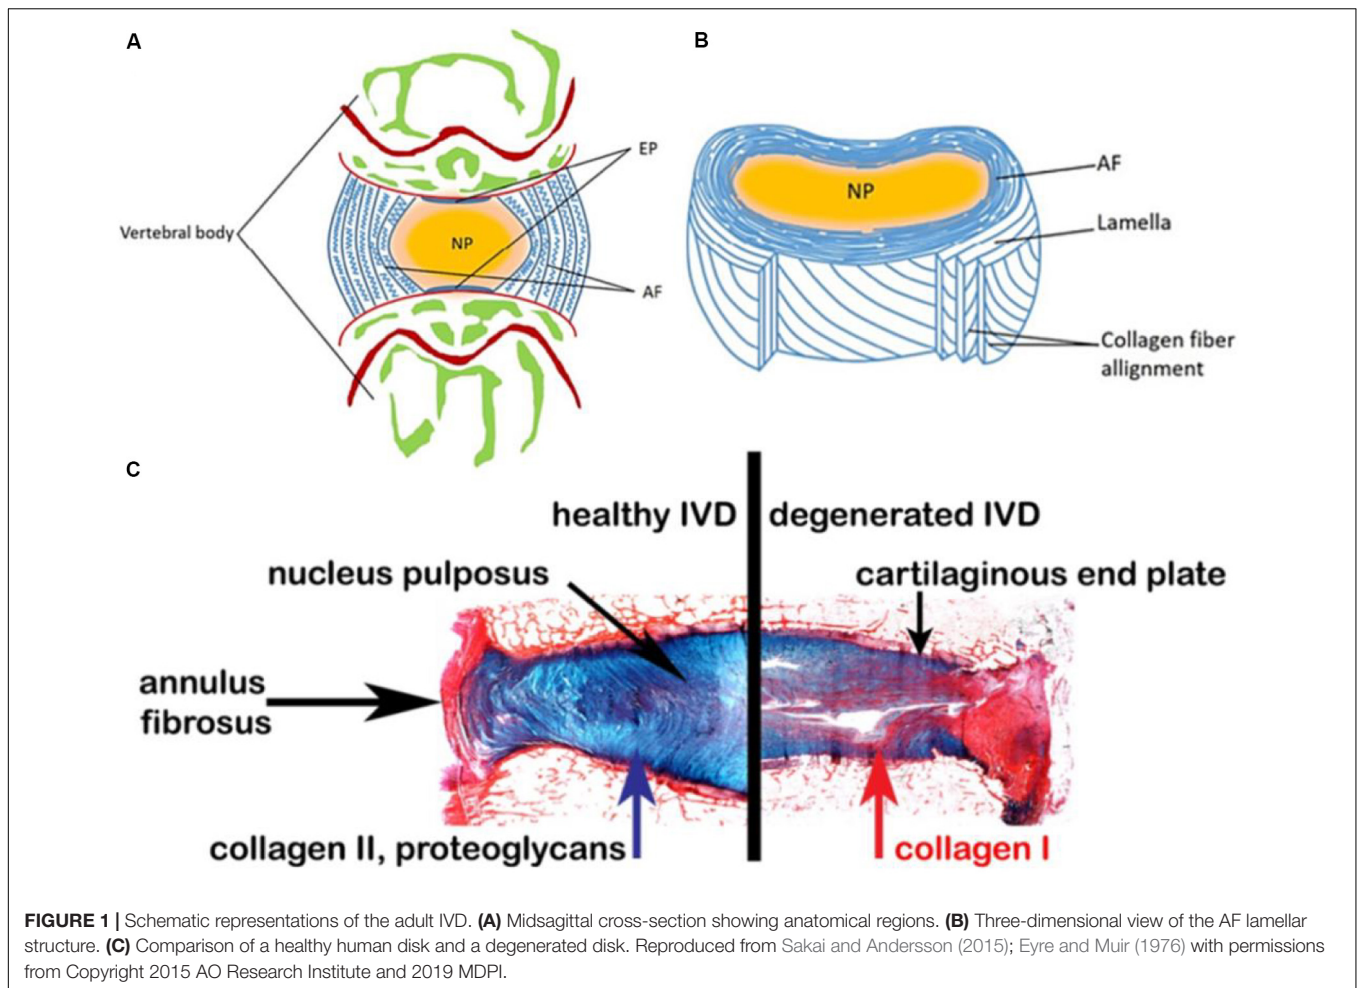 A
Vertebral body
EP
NP
AF
B
NP
AF
Lamella
Collagen fiber
allignment
C
healthy IVD
degenerated IVD
nucleus pulposus
cartilaginous end plate
annulus
fibrosus
collagen II, proteoglycans
collagen I
FIGURE 1 | Schematic representations of the adult IVD. (A) Midsagittal cross-section showing anatomical regions. (B) Three-dimensional view of the AF lamellar
structure. (C) Comparison of a healthy human disk and a degenerated disk. Reproduced from Sakai and Andersson (2015); Eyre and Muir (1976) with permissions
from Copyright 2015 AO Research Institute and 2019 MDPI.